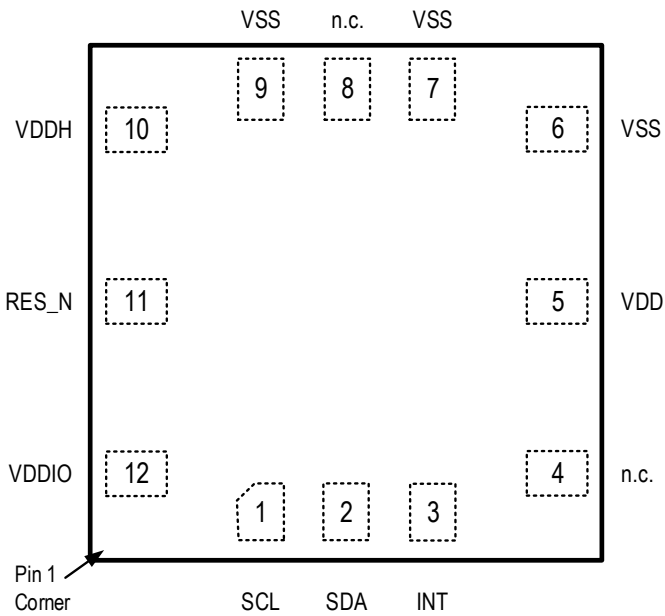 VSS n.c. VSS
9 8 7
VDDH 10 6 VSS
RES_N 11 5 VDD
VDDIO 12 4 n.c.
1 2 3
Pin 1
Corner SCL SDA INT